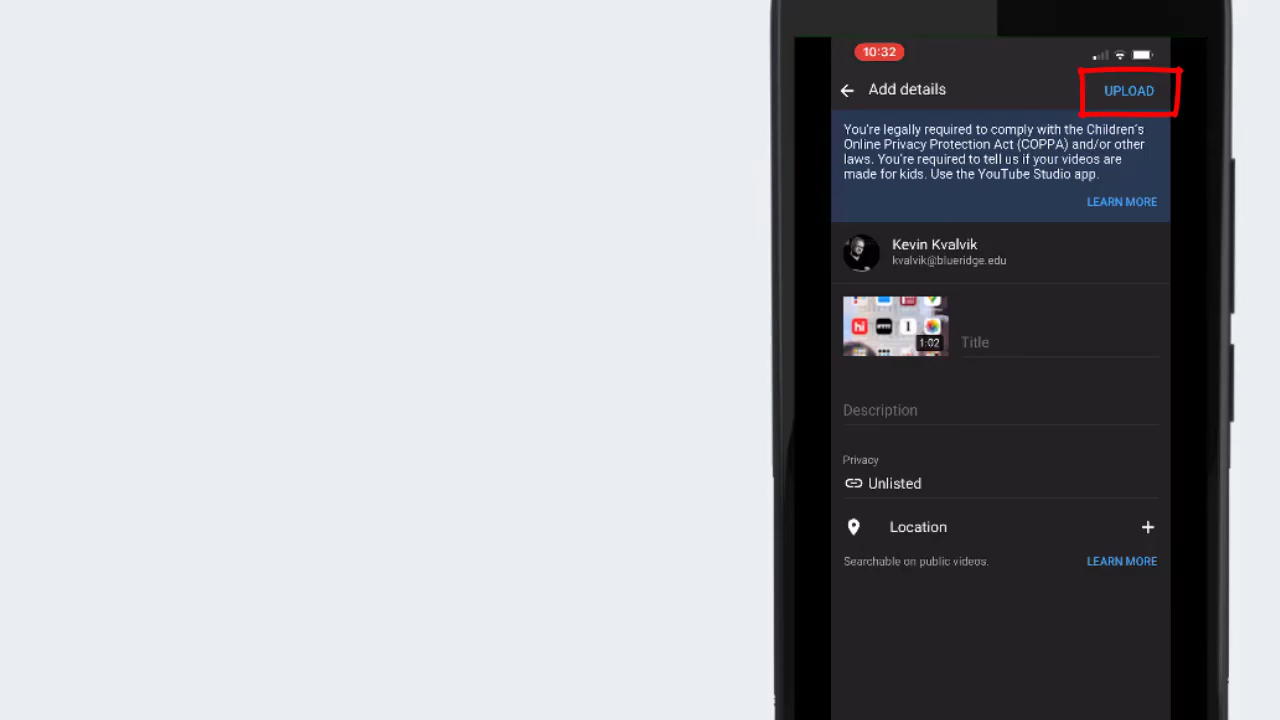 10:32
Add details
UPLOAD
You're legally required to comply with the Children's
Online Privacy Protection Act (COPPA) and/or other
laws. You're required to tell us if your videos are
made for kids. Use the YouTube Studio app.
LEARN MORE
Kevin Kvalvik
kvalvik@blueridge.edu
hi
1:02
Title
Description
Privacy
Unlisted
Location
Searchable on public videos.
LEARN MORE